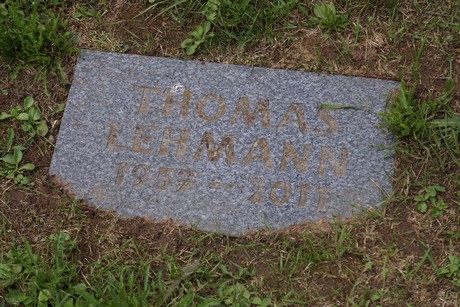 THOMAS
LEHMANN
1957 – 2011